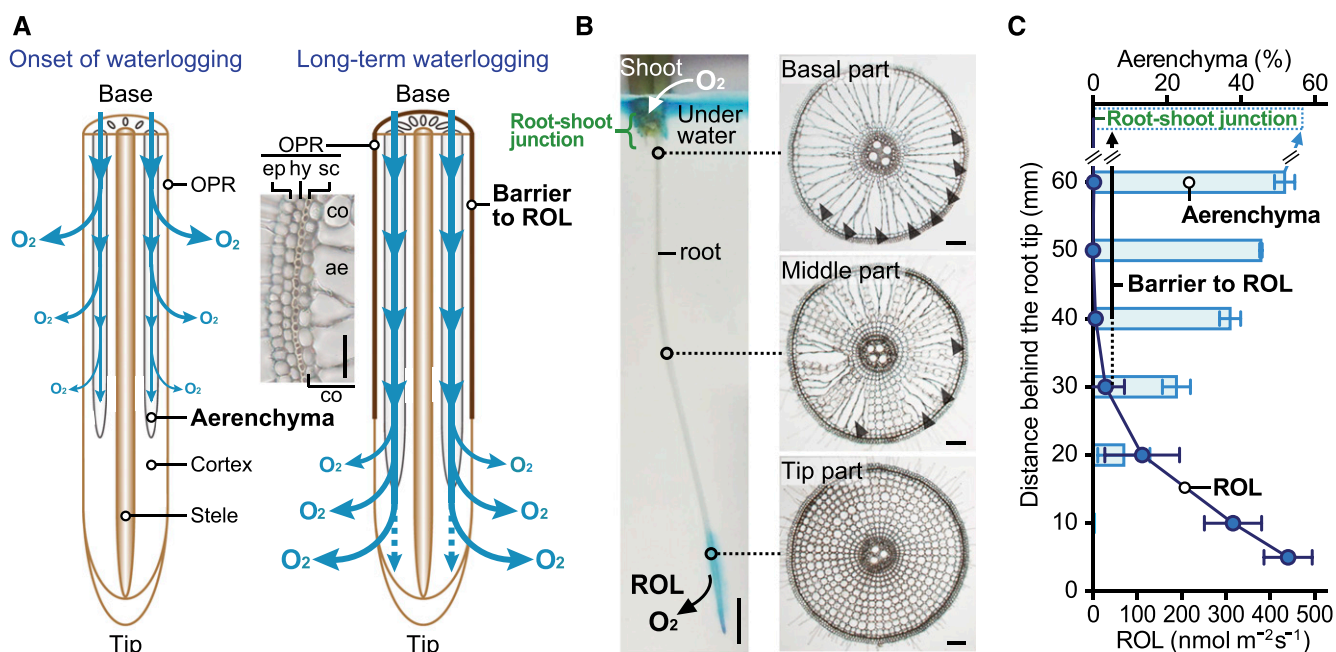 A
Onset of waterlogging
Base
OPR
O₂
O₂
O₂
O₂
O₂
O₂
Aerenchyma
Cortex
Stele
Tip
Long-term waterlogging
Base
OPR
ep hy sc
co
ae
co
Barrier
to ROL
O₂
O₂
O₂
O₂
O₂
O₂
Tip
B
Shoot
O₂
Under
water
Root-shoot
junction
root
ROL
O₂
Basal part
Middle part
Tip part
C
Aerenchyma (%)
0 20 40 60
Root-shoot junction
Distance behind the root tip (mm)
60
50
40
30
20
10
0
Aerenchyma
Barrier to ROL
ROL
0 100 200 300 400 500
ROL (nmol m⁻²s⁻¹)